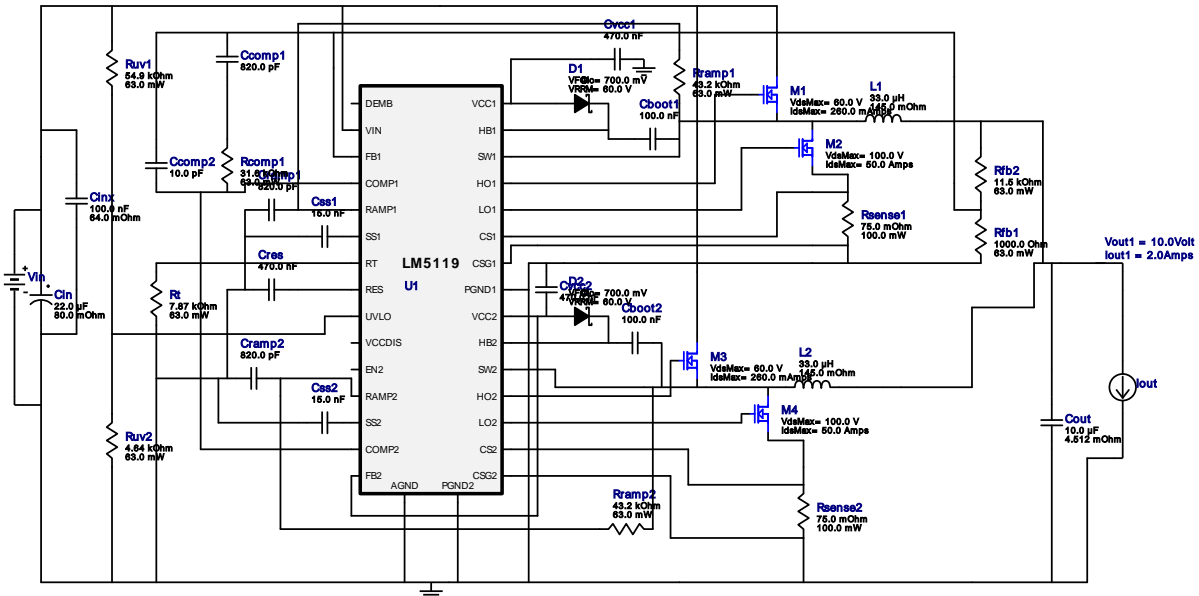 Cvcc1
470.0 nF
Ruv1
54.9 kOhm
63.0 mW
Ccomp1
820.0 pF
D1
VRRM= 60.0 V
Rramp1
43.2 kOhm
63.0 mW
Cboot1
100.0 nF
M1
VdsMax= 60.0 V
IdsMax= 260.0 mAmps
L1
33.0 µH
145.0 mOhm
M2
VdsMax= 100.0 V
IdsMax= 50.0 Amps
Ccomp2
10.0 pF
Rcomp1
63.0 mW
820.0 pF
Cinx
100.0 nF
64.0 mOhm
Css1
15.0 nF
Rfb2
11.5 kOhm
63.0 mW
Rsense1
75.0 mOhm
100.0 mW
Rfb1
1000.0 Ohm
63.0 mW
Vout1 = 10.0Volt
Iout1 = 2.0Amps
Cres
470.0 nF
Vin
Cin
22.0 µF
80.0 mOhm
Rt
7.87 kOhm
63.0 mW
DEMB
VIN
FB1
COMP1
RAMP1
SS1
RT
RES
UVLO
VCCDIS
EN2
RAMP2
SS2
COMP2
FB2
AGND
PGND2
LM5119
U1
VCC1
HB1
SW1
HO1
LO1
CS1
CSG1
PGND1
VCC2
HB2
SW2
HO2
LO2
CS2
CSG2
D2
VRRM= 60.0 V
Cboot2
100.0 nF
Cramp2
820.0 pF
Css2
15.0 nF
M3
VdsMax= 60.0 V
IdsMax= 260.0 mAmps
L2
33.0 µH
145.0 mOhm
Iout
M4
VdsMax= 100.0 V
IdsMax= 50.0 Amps
Cout
10.0 µF
4.512 mOhm
Ruv2
4.64 kOhm
63.0 mW
Rramp2
43.2 kOhm
63.0 mW
Rsense2
75.0 mOhm
100.0 mW